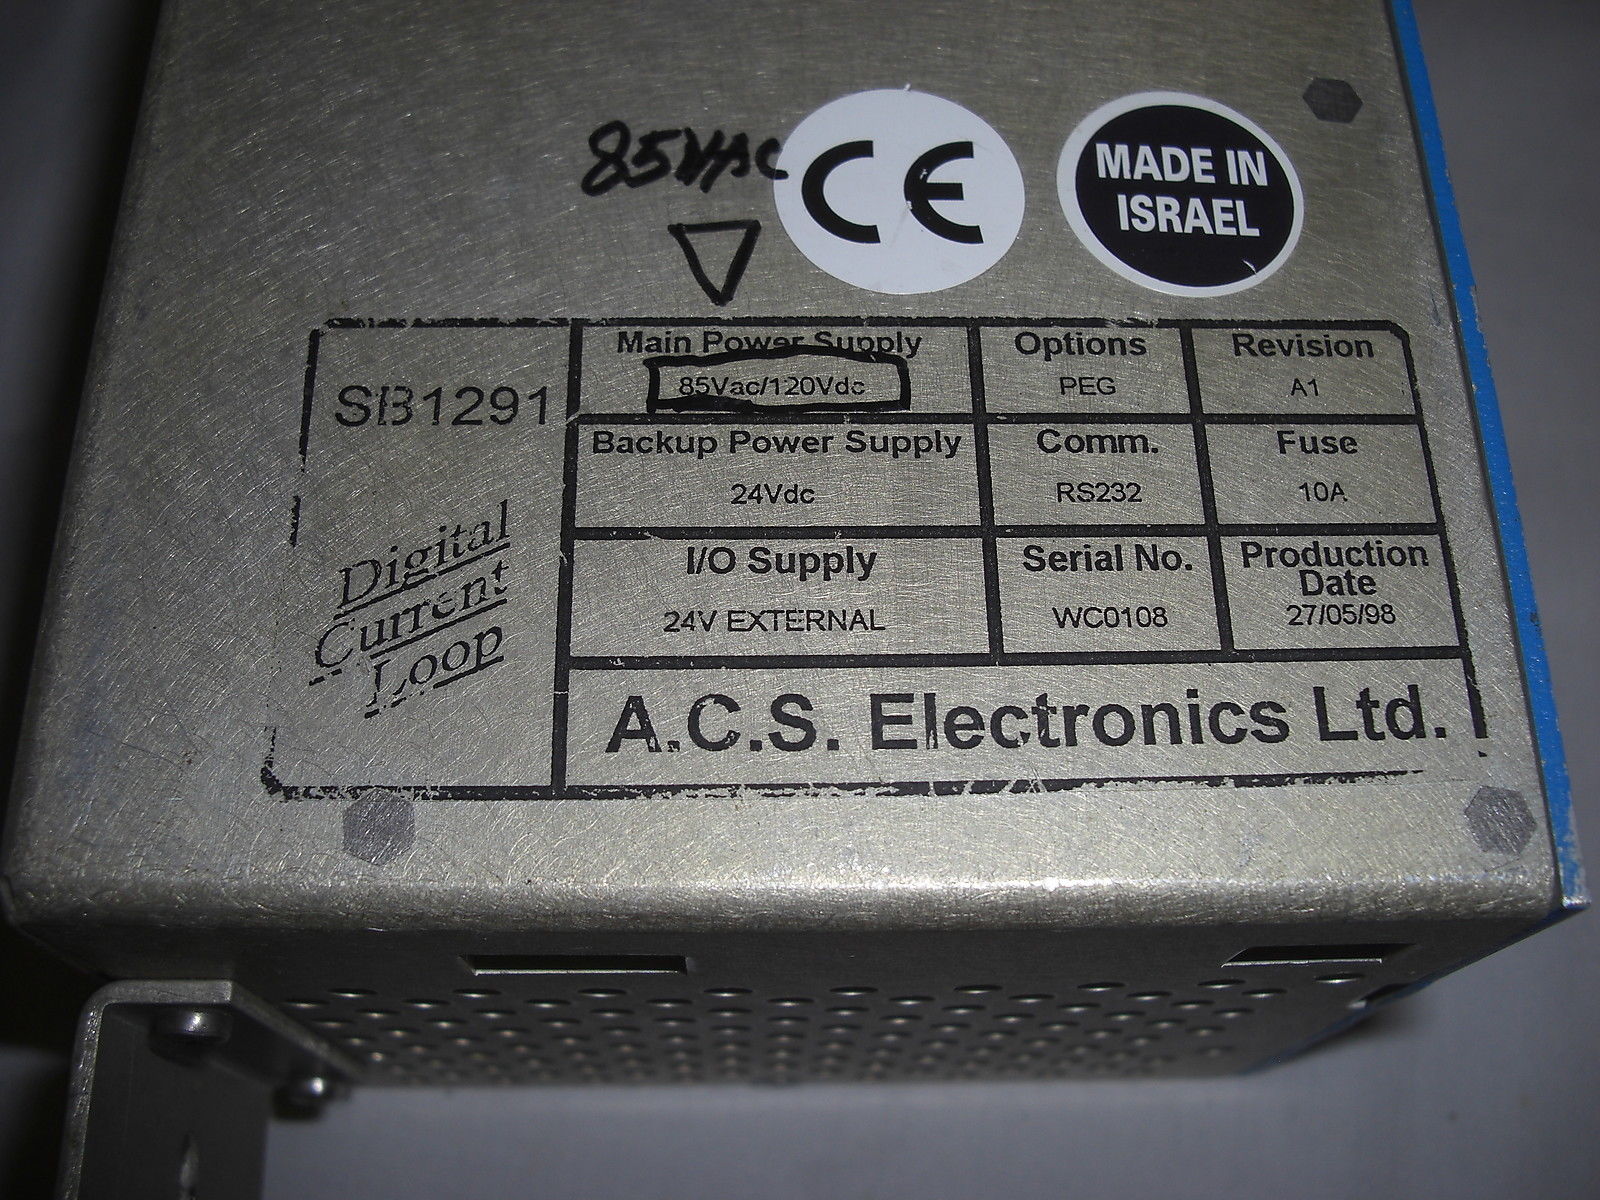 85VAC
CE
MADE IN
ISRAEL
SB1291
Digital
Current
Loop
Main Power Supply
85Vac/120Vdc
Options
PEG
Revision
A1
Backup Power Supply
24Vdc
Comm.
RS232
Fuse
10A
I/O Supply
24V EXTERNAL
Serial No.
WC0108
Production
Date
27/05/98
A.C.S. Electronics Ltd.